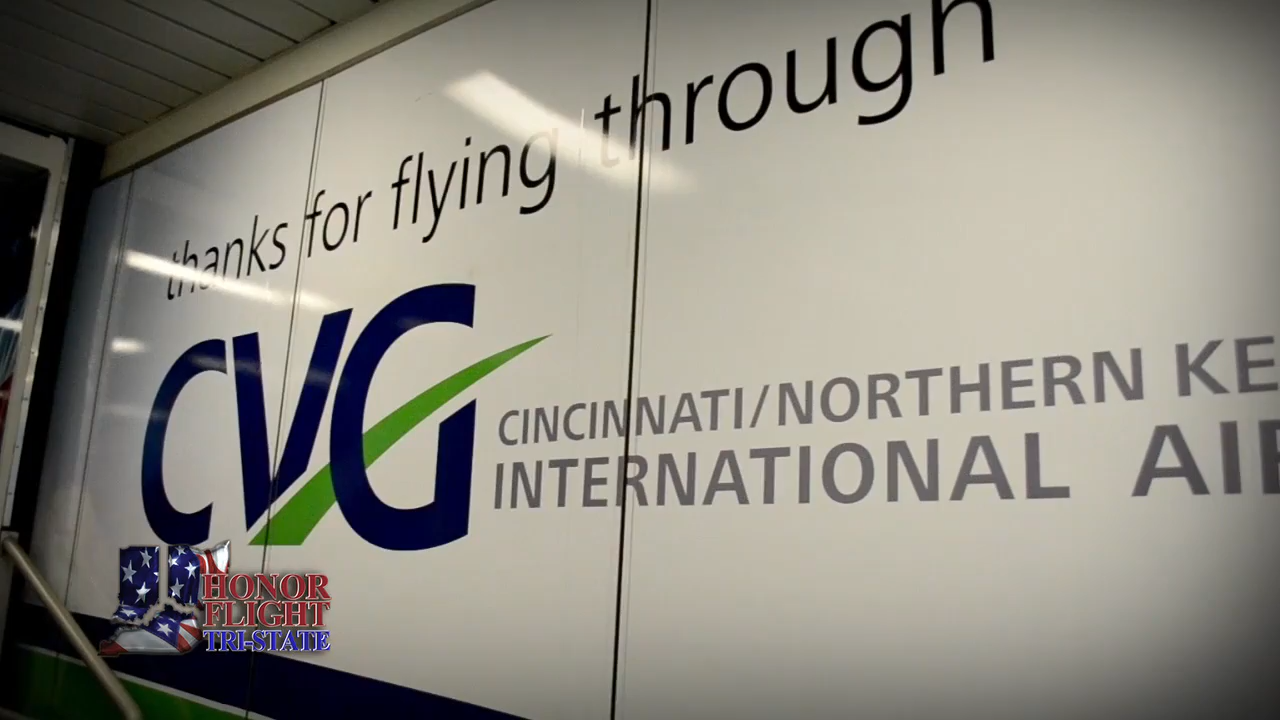 thanks for flying through
CVG
CINCINNATI/NORTHERN KE
INTERNATIONAL AI
HONOR
FLIGHT
TRI-STATE